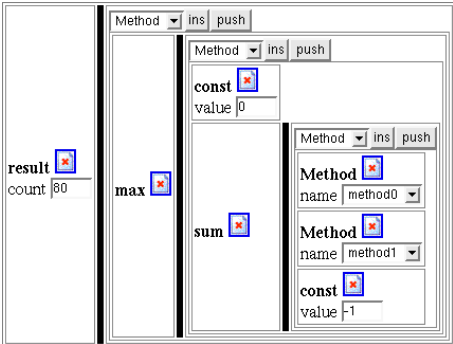 Method ins push
Method ins push
const
value 0
Method ins push
Method
name method0
result
count 80
max
sum
Method
name method1
const
value -1